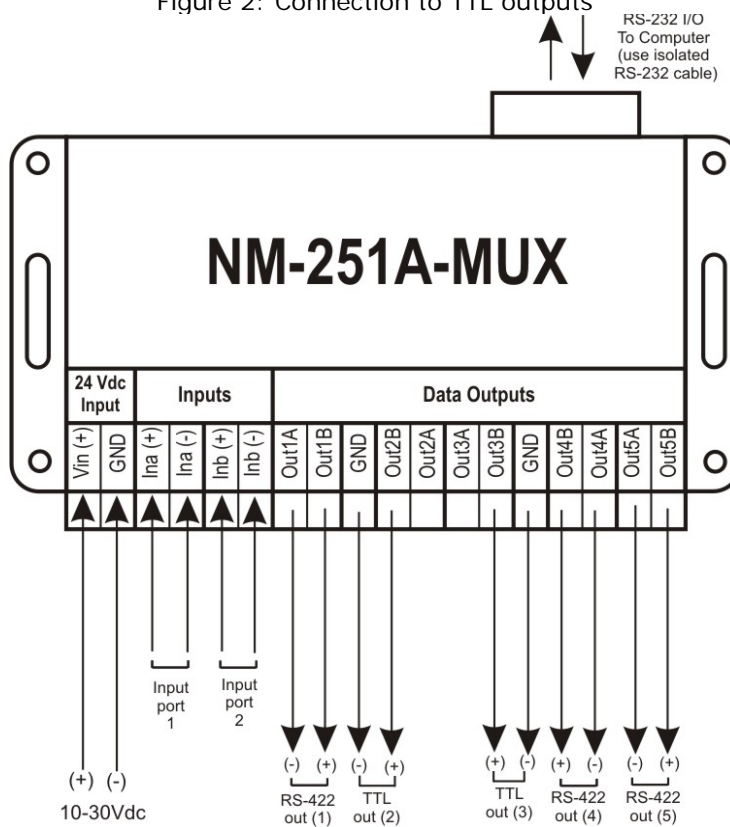 Figure 2: Connection to TTL outputs
RS-232 I/O
To Computer
(use isolated
RS-232 cable)
NM-251A-MUX
24 Vdc
Input
Inputs
Data Outputs
Vin (+)
GND
Ina (+)
Ina (-)
Inb (+)
Inb (-)
Out1A
Out1B
GND
Out2B
Out2A
Out3A
Out3B
GND
Out4B
Out4A
Out5A
Out5B
Input
port
1
Input
port
2
(-) (+)
RS-422
out (1)
(-) (+)
TTL
out (2)
(+) (-)
TTL
out (3)
(+) (-)
RS-422
out (4)
(-) (+)
RS-422
out (5)
(+) (-)
10-30Vdc